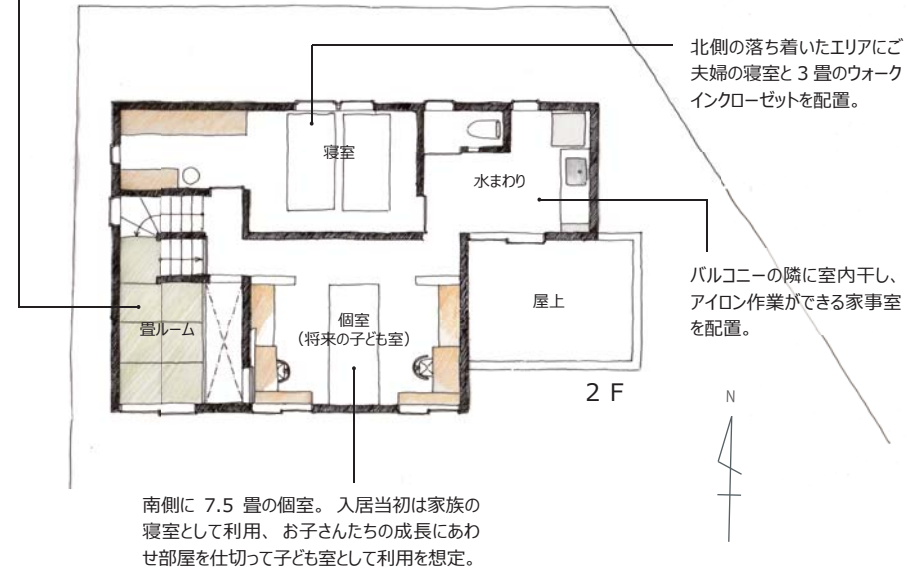 北側の落ち着いたエリアにご
夫婦の寝室と 3 畳のウォーク
インクローゼットを配置。
寝室
水まわり
バルコニーの隣に室内干し、
アイロン作業ができる家事室
を配置。
屋上
畳ルーム
個室
(将来の子ども室)
2 F
N
南側に 7.5 畳の個室。 入居当初は家族の
寝室として利用、 お子さんたちの成長にあわ
せ部屋を仕切って子ども室として利用を想定。